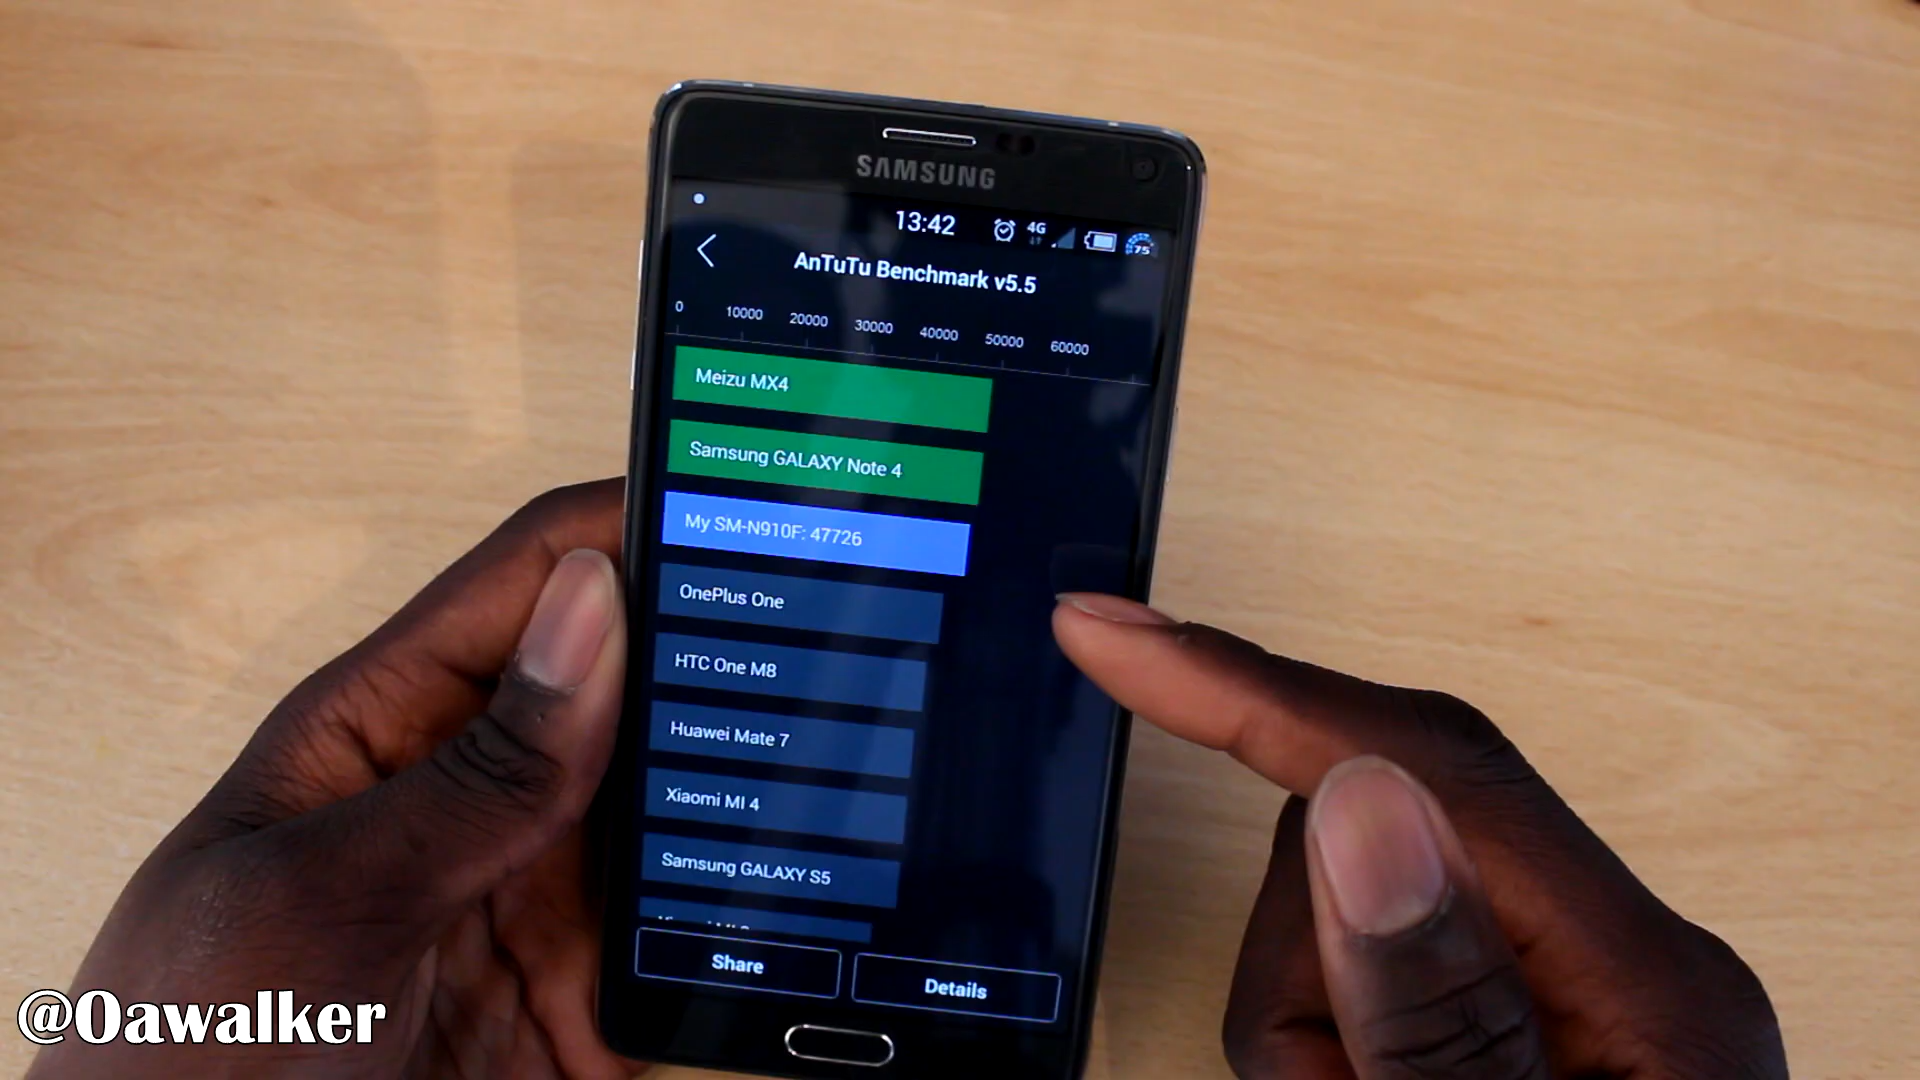 SAMSUNG
13:42 4G 75
AnTuTu Benchmark v5.5
0 10000 20000 30000 40000 50000 60000
Meizu MX4
Samsung GALAXY Note 4
My SM-N910F: 47726
OnePlus One
HTC One M8
Huawei Mate 7
Xiaomi MI 4
Samsung GALAXY S5
Share Details
@0awalker